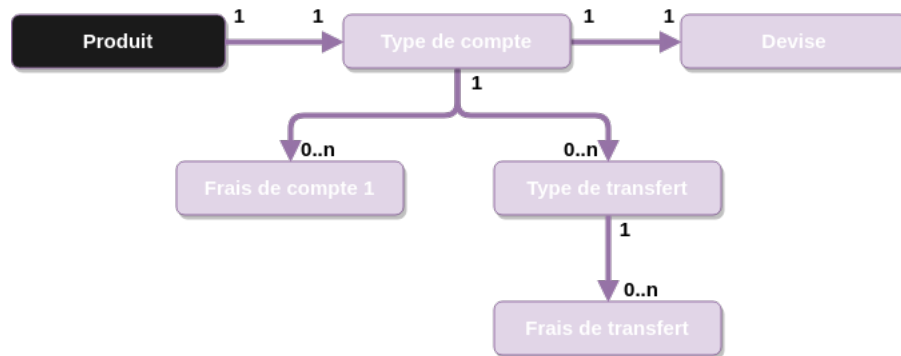 1 1 1 1
Produit Type de compte Devise
1
0..n 0..n
Frais de compte 1 Type de transfert
1
0..n
Frais de transfert